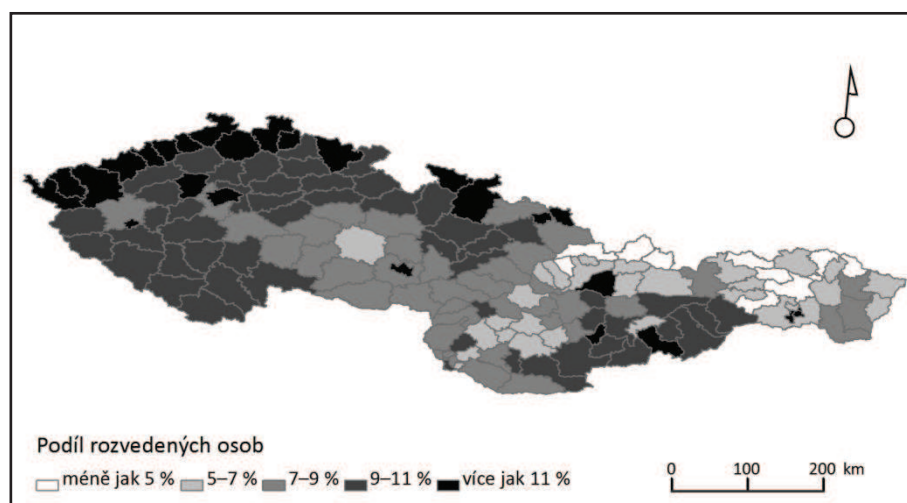 Podíl rozvedených osob
méně jak 5 % 5–7 % 7–9 % 9–11 % více jak 11 %
0 100 200 km